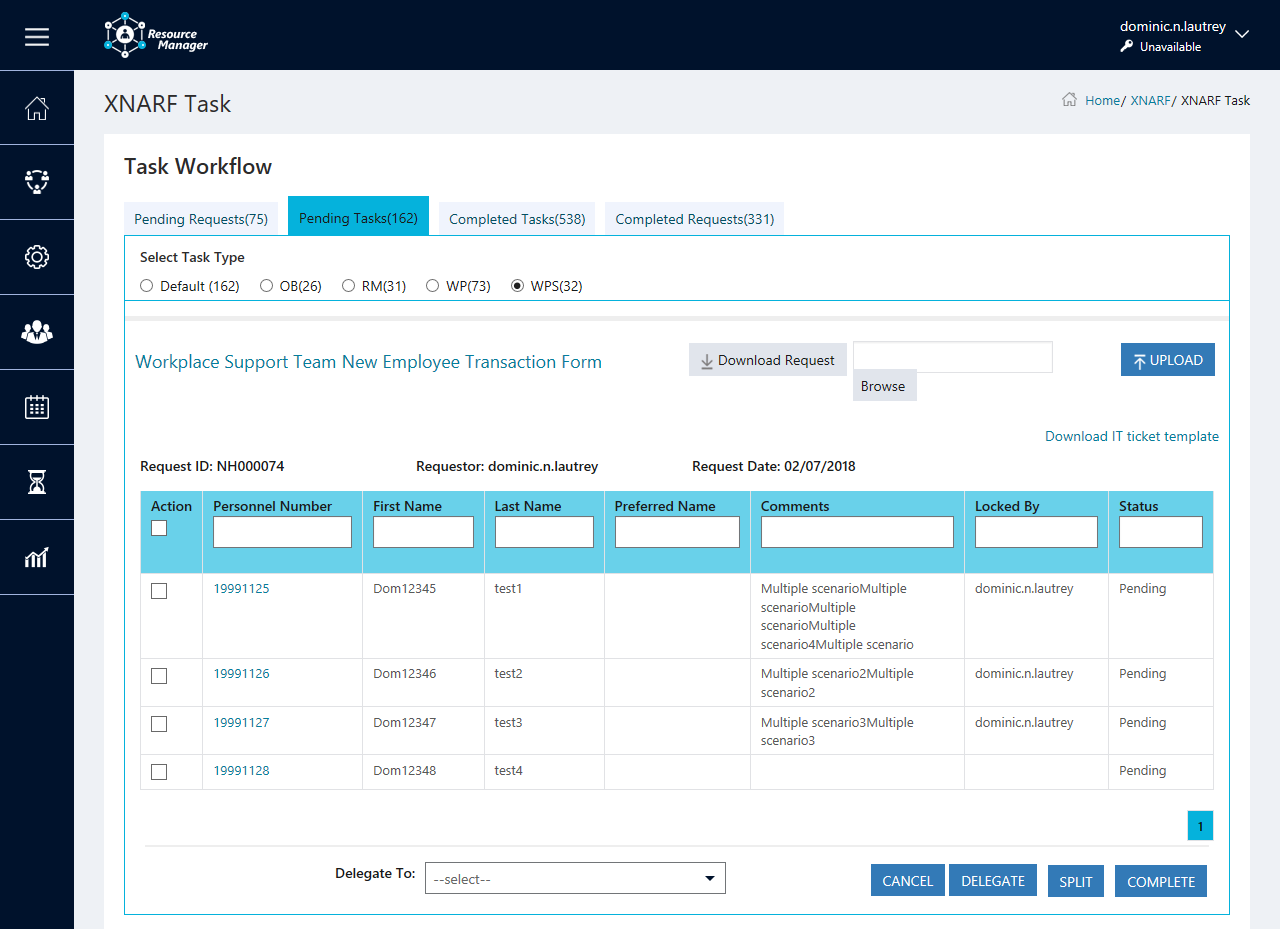 Resource
Manager
dominic.n.lautrey
Unavailable
XNARF Task
Home/ XNARF/ XNARF Task
Task Workflow
Pending Requests(75) Pending Tasks(162) Completed Tasks(538) Completed Requests(331)
Select Task Type
Default (162) OB(26) RM(31) WP(73) WPS(32)
Workplace Support Team New Employee Transaction Form Download Request UPLOAD
Browse
Download IT ticket template
Request ID: NH000074 Requestor: dominic.n.lautrey Request Date: 02/07/2018
Action Personnel Number First Name Last Name Preferred Name Comments Locked By Status
19991125 Dom12345 test1 Multiple scenarioMultiple dominic.n.lautrey Pending
scenarioMultiple
scenarioMultiple
scenario4Multiple scenario
19991126 Dom12346 test2 Multiple scenario2Multiple dominic.n.lautrey Pending
scenario2
19991127 Dom12347 test3 Multiple scenario3Multiple dominic.n.lautrey Pending
scenario3
19991128 Dom12348 test4 Pending
1
Delegate To: --select-- CANCEL DELEGATE SPLIT COMPLETE